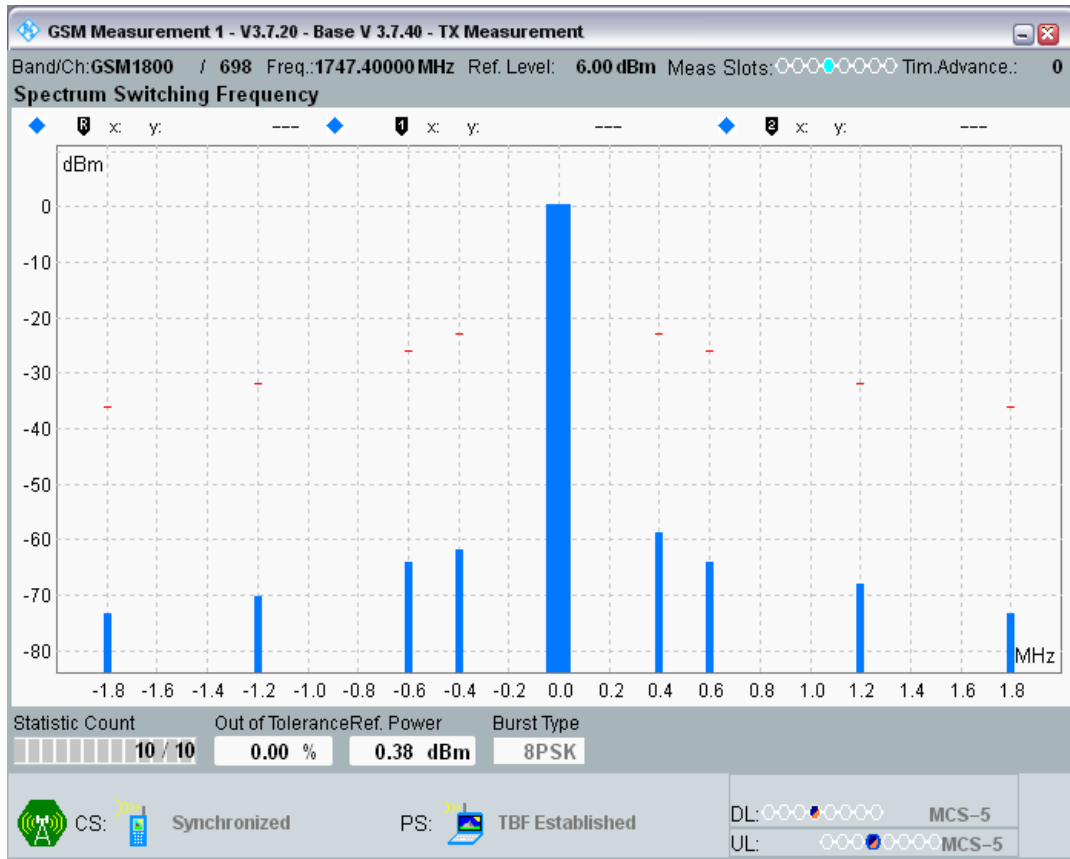 GSM Measurement 1 - V3.7.20 - Base V 3.7.40 - TX Measurement
Band/Ch:GSM1800 / 698 Freq.:1747.40000 MHz Ref. Level: 6.00 dBm Meas Slots: Tim.Advance.: 0
Spectrum Switching Frequency
R x: y: --- 1 x: y: --- 2 x: y: ---
dBm
0
-10
-20
-30
-40
-50
-60
-70
-80
MHz
-1.8 -1.6 -1.4 -1.2 -1.0 -0.8 -0.6 -0.4 -0.2 0.0 0.2 0.4 0.6 0.8 1.0 1.2 1.4 1.6 1.8
Statistic Count Out of Tolerance Ref. Power Burst Type
10 / 10 0.00 % 0.38 dBm 8PSK
CS: Synchronized PS: TBF Established DL: MCS-5
UL: MCS-5